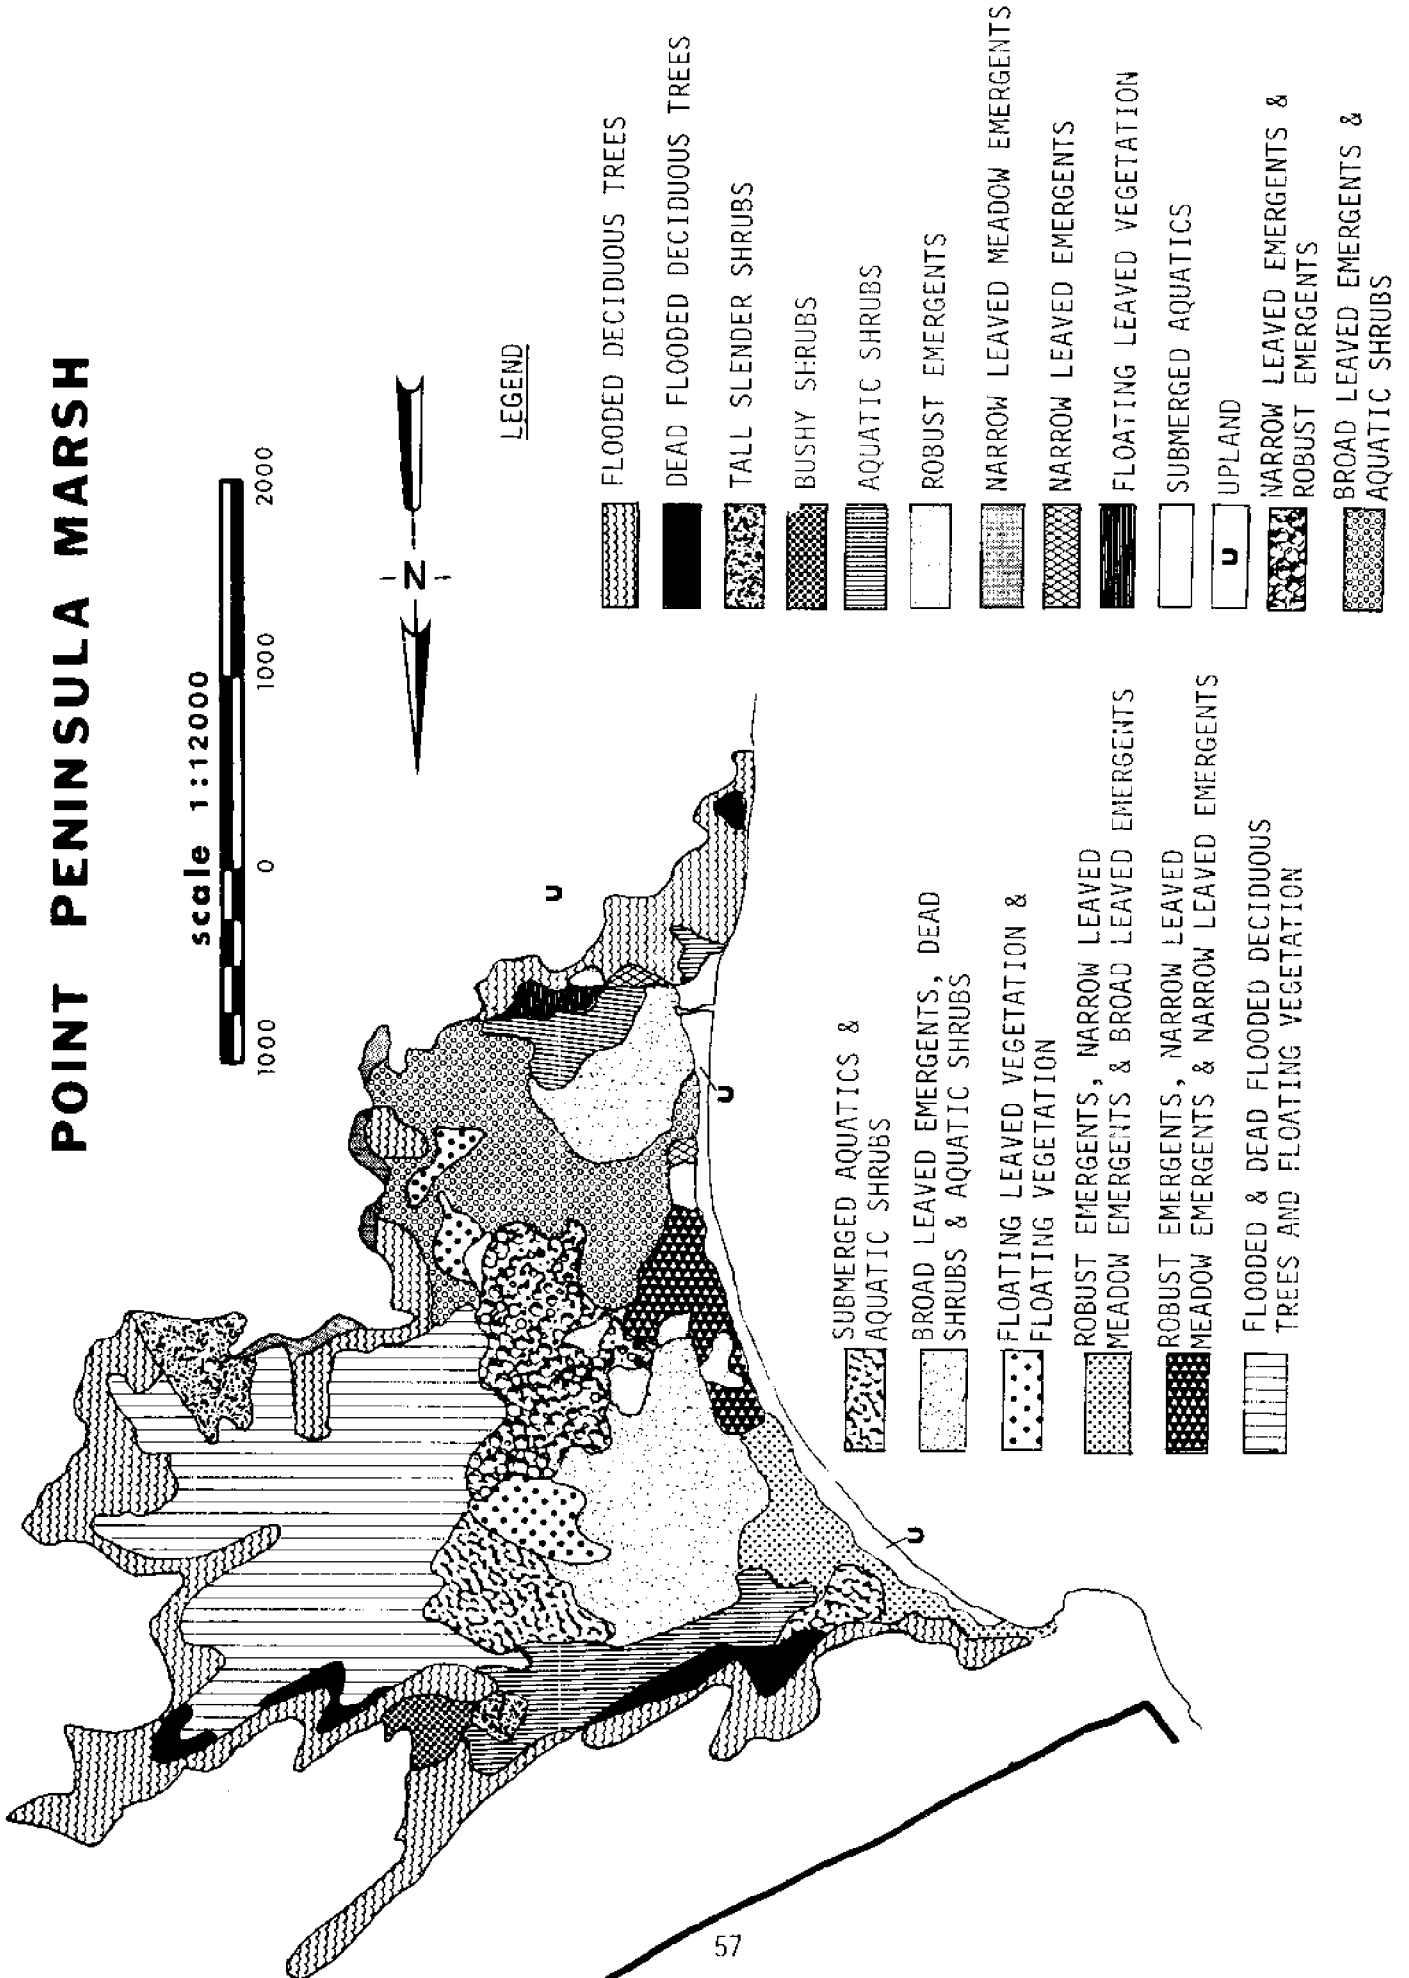 POINT PENINSULA MARSH
scale 1:12000
1000 0 1000 2000
N
LEGEND
FLOODED DECIDUOUS TREES
DEAD FLOODED DECIDUOUS TREES
TALL SLENDER SHRUBS
BUSHY SHRUBS
AQUATIC SHRUBS
ROBUST EMERGENTS
NARROW LEAVED MEADOW EMERGENTS
NARROW LEAVED EMERGENTS
FLOATING LEAVED VEGETATION
SUBMERGED AQUATICS
U UPLAND
NARROW LEAVED EMERGENTS &
ROBUST EMERGENTS
BROAD LEAVED EMERGENTS &
AQUATIC SHRUBS
SUBMERGED AQUATICS &
AQUATIC SHRUBS
BROAD LEAVED EMERGENTS, DEAD
SHRUBS & AQUATIC SHRUBS
FLOATING LEAVED VEGETATION &
FLOATING VEGETATION
ROBUST EMERGENTS, NARROW LEAVED
MEADOW EMERGENTS & BROAD LEAVED EMERGENTS
ROBUST EMERGENTS, NARROW LEAVED
MEADOW EMERGENTS & NARROW LEAVED EMERGENTS
FLOODED & DEAD FLOODED DECIDUOUS
TREES AND FLOATING VEGETATION
U
U
U
57